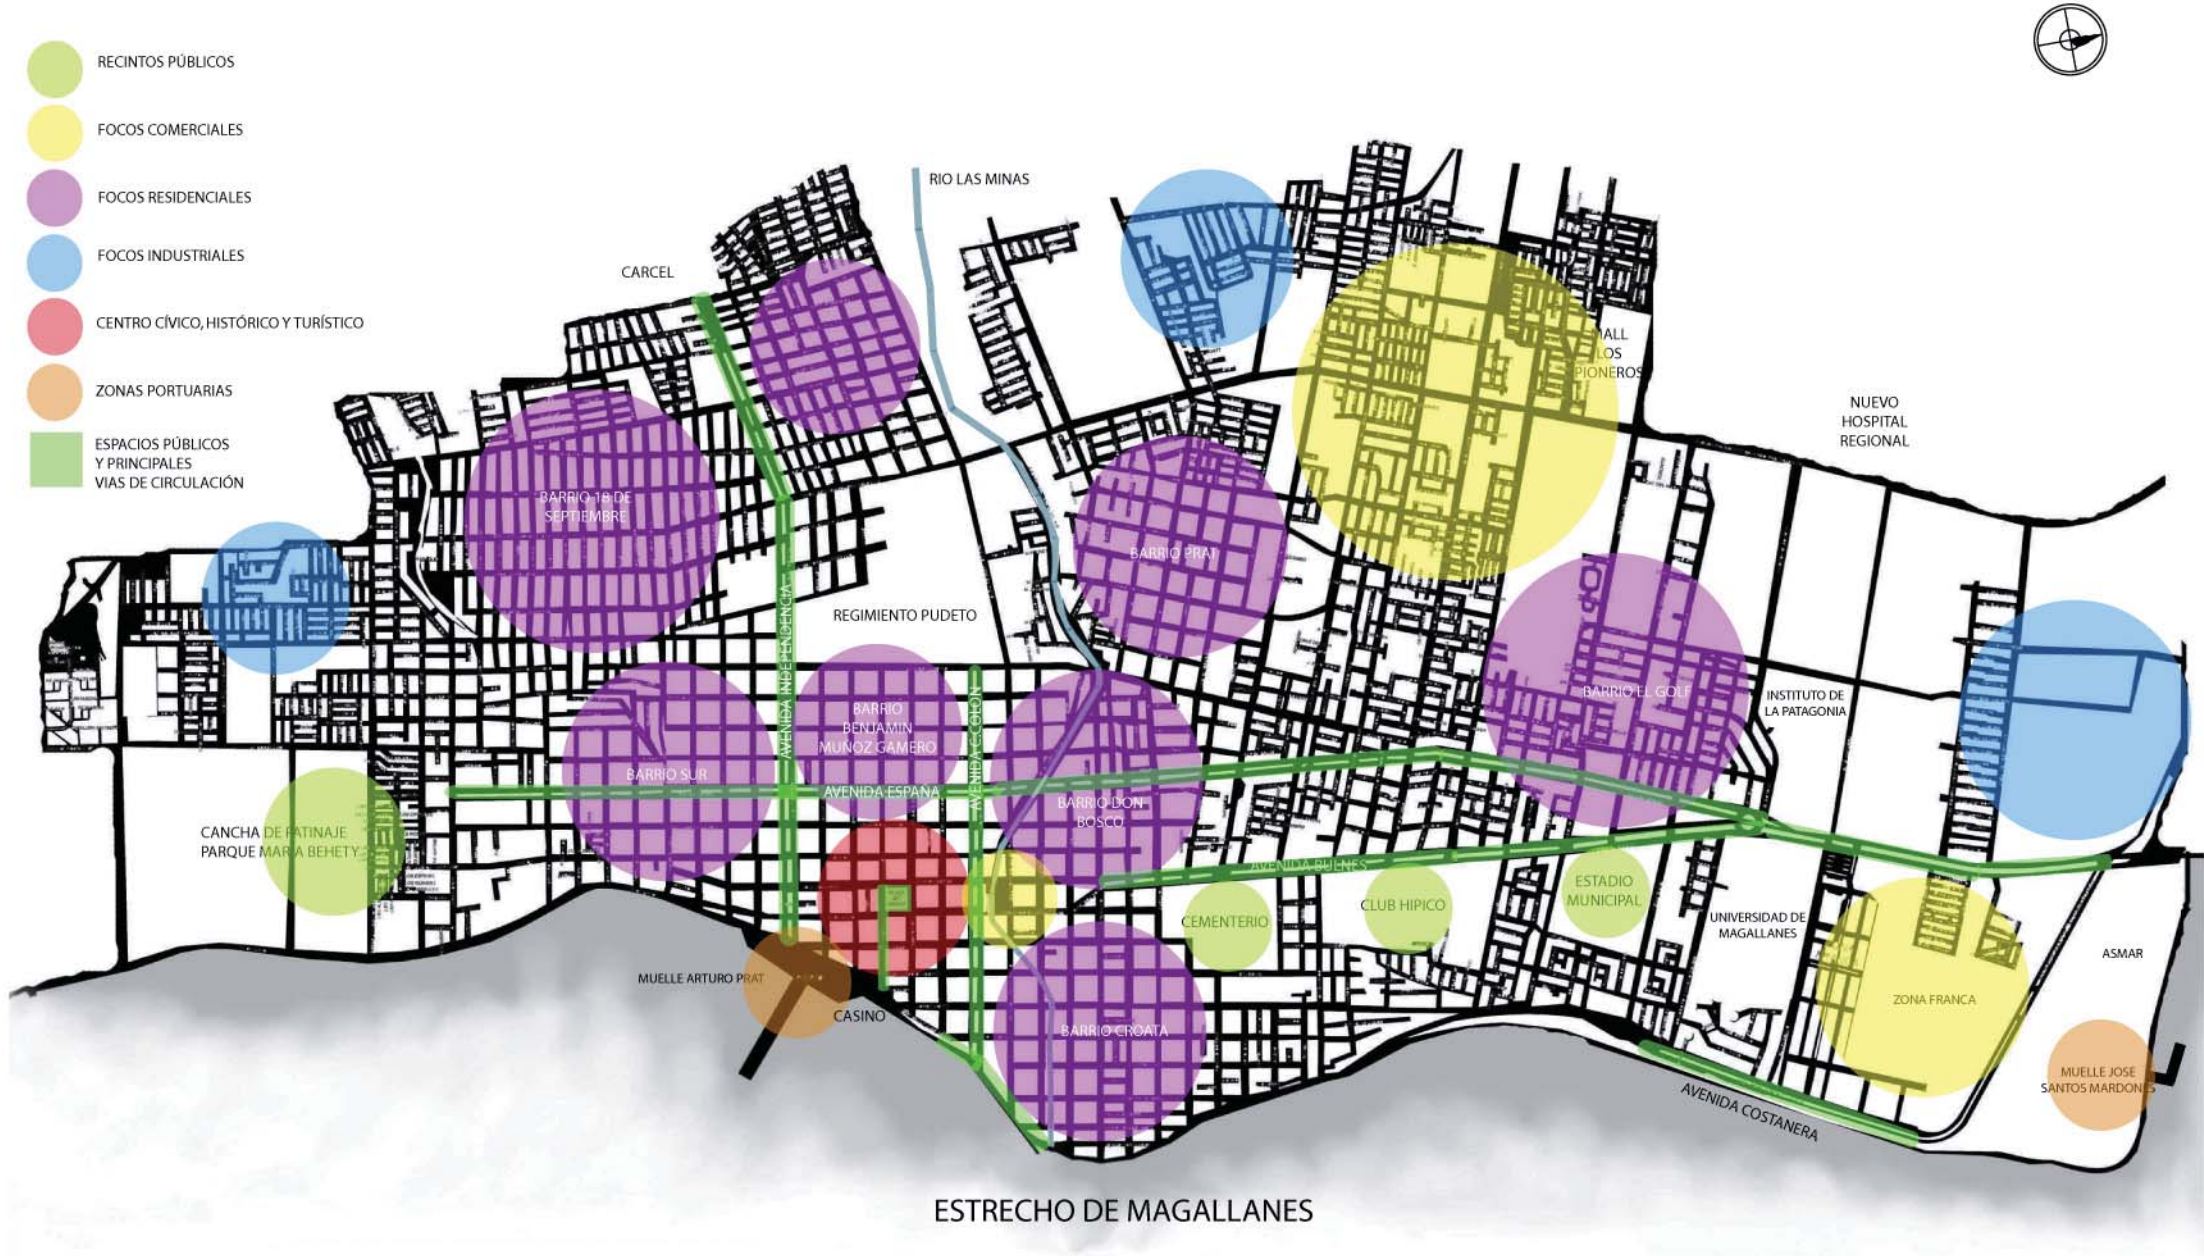 RECINTOS PÚBLICOS
FOCOS COMERCIALES
FOCOS RESIDENCIALES
FOCOS INDUSTRIALES
CENTRO CÍVICO, HISTÓRICO Y TURÍSTICO
ZONAS PORTUARIAS
ESPACIOS PÚBLICOS
Y PRINCIPALES
VIAS DE CIRCULACIÓN
RIO LAS MINAS
CARCEL
LOS
PIONEROS
NUEVO
HOSPITAL
REGIONAL
BARRIO 18 DE
SEPTIEMBRE
BARRIO PRAT
REGIMIENTO PUDETO
AVENIDA INDEPENDENCIA
BARRIO
BENJAMIN
MUÑOZ GAMERO
AVENIDA C.COLON
BARRIO EL GOLF
INSTITUTO DE
LA PATAGONIA
BARRIO SUR
AVENIDA ESPAÑA
BARRIO DON
BOSCO
CANCHA DE PATINAJE
PARQUE MARIA BEHETY
AVENIDA BULNES
CEMENTERIO
CLUB HIPICO
ESTADIO
MUNICIPAL
UNIVERSIDAD DE
MAGALLANES
ASMAR
MUELLE ARTURO PRAT
CASINO
ZONA FRANCA
BARRIO CROATA
MUELLE JOSE
SANTOS MARDONES
AVENIDA COSTANERA
ESTRECHO DE MAGALLANES